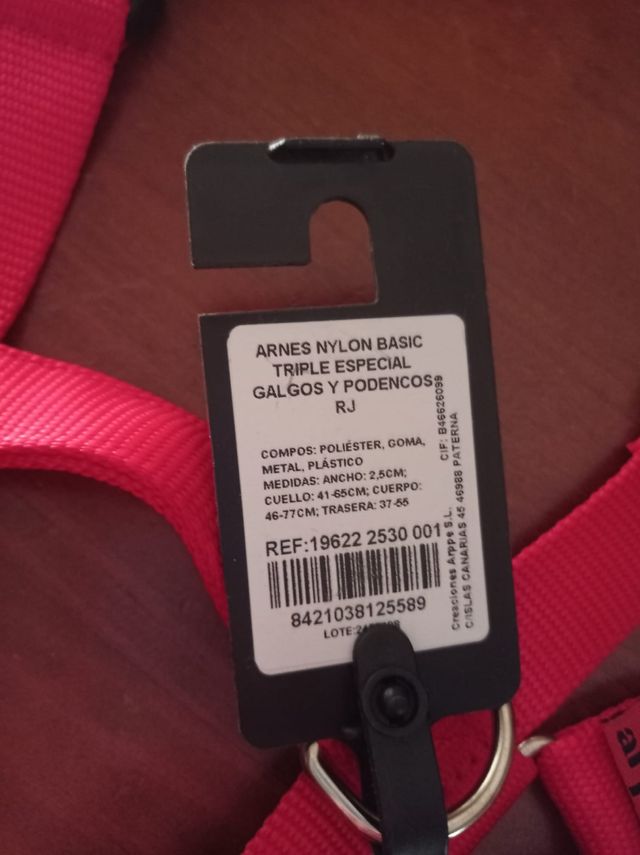 ARNES NYLON BASIC
TRIPLE ESPECIAL
GALGOS Y PODENCOS
RJ
COMPOS: POLIÉSTER, GOMA,
METAL, PLÁSTICO
MEDIDAS: ANCHO: 2,5CM;
CUELLO: 41-65CM; CUERPO:
46-77CM; TRASERA: 37-55
REF:19622 2530 001
8421038125589
LOTE:
CIF: B46626099
Creaciones Arppe S.L.
C/ISLAS CANARIAS 45 46988 PATERNA